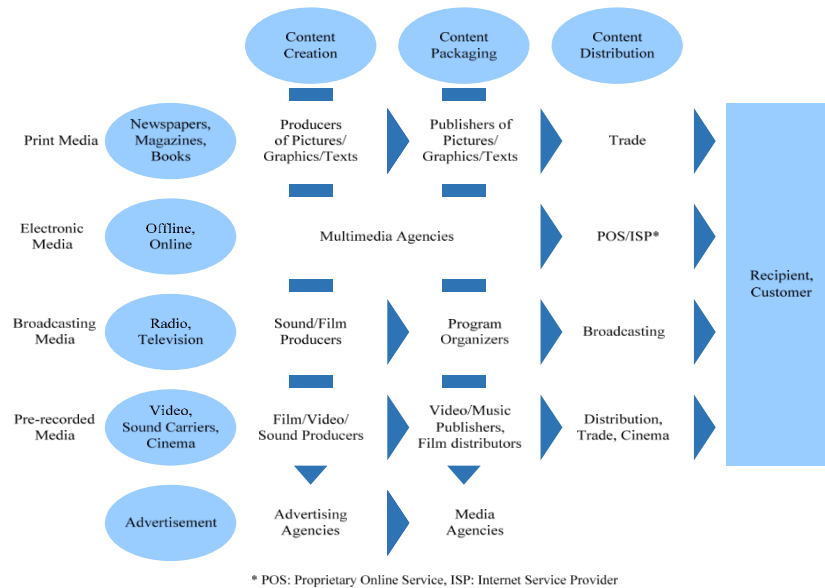 Content
Creation
Content
Packaging
Content
Distribution
Print Media
Newspapers,
Magazines,
Books
Producers
of Pictures/
Graphics/Texts
Publishers of
Pictures/
Graphics/Texts
Trade
Electronic
Media
Offline,
Online
Multimedia Agencies
POS/ISP*
Recipient,
Customer
Broadcasting
Media
Radio,
Television
Sound/Film
Producers
Program
Organizers
Broadcasting
Pre-recorded
Media
Video,
Sound Carriers,
Cinema
Film/Video/
Sound Producers
Video/Music
Publishers,
Film distributors
Distribution,
Trade, Cinema
Advertisement
Advertising
Agencies
Media
Agencies
* POS: Proprietary Online Service, ISP: Internet Service Provider